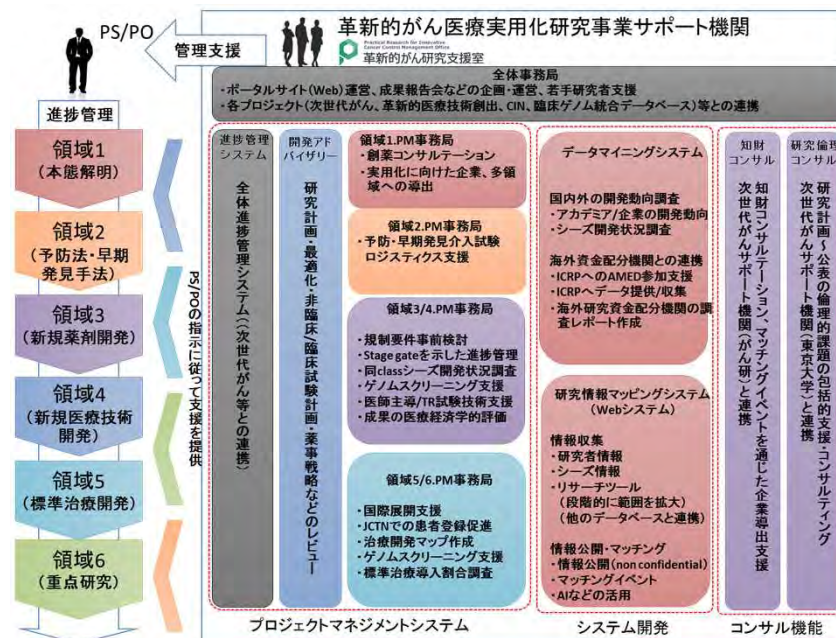 PS/PO
管理支援
革新的がん医療実用化研究事業サポート機関
Practical Research for Innovative
Cancer Control Management Office
革新的がん研究支援室
全体事務局
・ポータルサイト(Web)運営、成果報告会などの企画・運営、若手研究者支援
・各プロジェクト(次世代がん、革新的医療技術創出、CIN、臨床ゲノム統合データベース)等との連携
進捗管理
領域1
(本態解明)
領域2
(予防法・早期
発見手法)
領域3
(新規薬剤開発)
領域4
(新規医療技術
開発)
領域5
(標準治療開発)
領域6
(重点研究)
PS/POの指示に従って支援を提供
進捗管理
システム
全体進捗管理システム((次世代がん等との連携)
開発アド
バイザリー
研究計画・最適化・非臨床/臨床試験計画・薬事戦略などのレビュー
領域1.PM事務局
・創薬コンサルテーション
・実用化に向けた企業、多領
域への導出
領域2.PM事務局
・予防・早期発見介入試験
ロジスティクス支援
領域3/4.PM事務局
・規制要件事前検討
・Stage gateを示した進捗管理
・同classシーズ開発状況調査
・ゲノムスクリーニング支援
・医師主導/TR試験技術支援
・成果の医療経済学的評価
領域5/6.PM事務局
・国際展開支援
・JCTNでの患者登録促進
・治療開発マップ作成
・ゲノムスクリーニング支援
・標準治療導入割合調査
プロジェクトマネジメントシステム
データマイニングシステム
国内外の開発動向調査
・アカデミア/企業の開発動向
・シーズ開発状況調査
海外資金配分機関との連携
・ICRPへのAMED参加支援
・ICRPへデータ提供/収集
・海外研究資金配分機関の調
査レポート作成
研究情報マッピングシステム
(Webシステム)
情報収集
・研究者情報
・シーズ情報
・リサーチツール
(段階的に範囲を拡大)
(他のデータベースと連携)
情報公開・マッチング
・情報公開(non confidential)
・マッチングイベント
・AIなどの活用
システム開発
知財
コンサル
知財コンサルテーション、マッチングイベントを通じた企業導出支援
次世代がんサポート機関(がん研)と連携
研究倫理
コンサル
研究計画～公表の倫理的課題の包括的支援・コンサルティング
次世代がんサポート機関(東京大学)と連携
コンサル機能